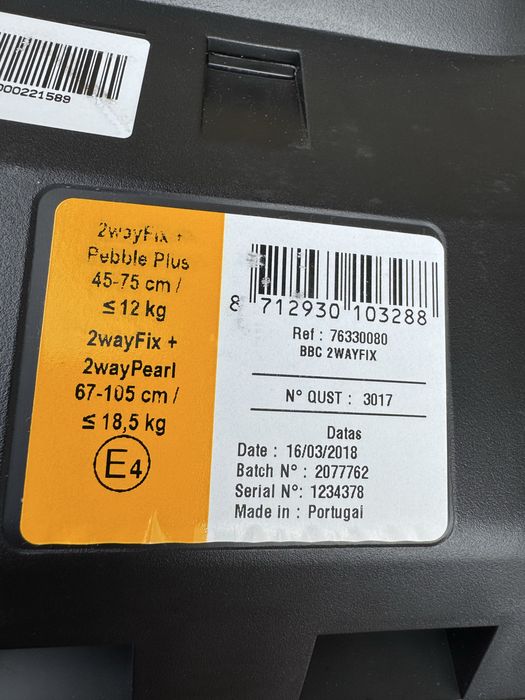 000221589
2wayFix +
Pebble Plus
45-75 cm /
≤ 12 kg
2wayFix +
2wayPearl
67-105 cm /
≤ 18,5 kg
E4
8 712930 103288
Ref : 76330080
BBC 2WAYFIX
N° QUST : 3017
Datas
Date : 16/03/2018
Batch N° : 2077762
Serial N°: 1234378
Made in : Portugal